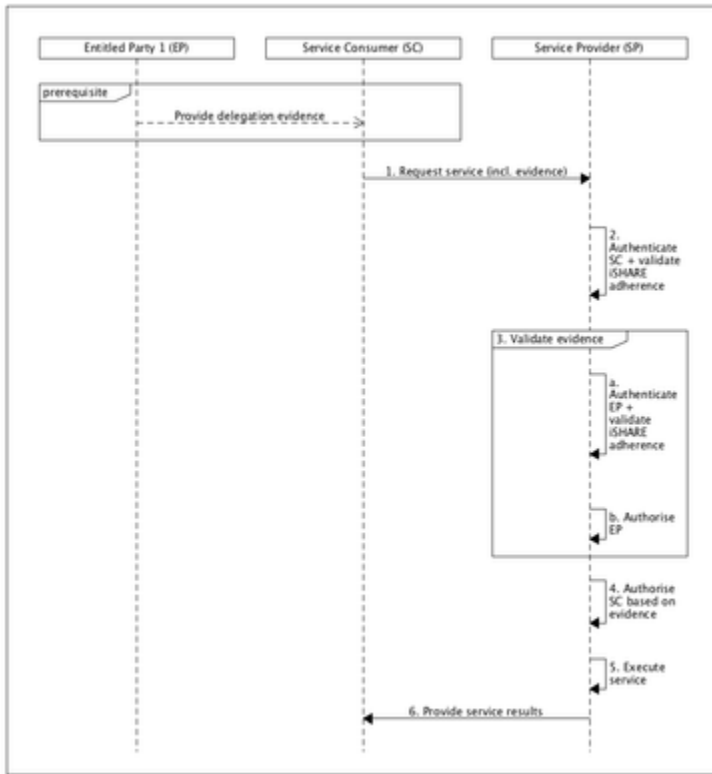 Entitled Party 1 (EP)
Service Consumer (SC)
Service Provider (SP)
prerequisite
Provide delegation evidence
1. Request service (incl. evidence)
2.
Authenticate
SC + validate
iSHARE
adherence
3. Validate evidence
a.
Authenticate
EP +
validate
iSHARE
adherence
b. Authorise
EP
4. Authorise
SC based on
evidence
5. Execute
service
6. Provide service results